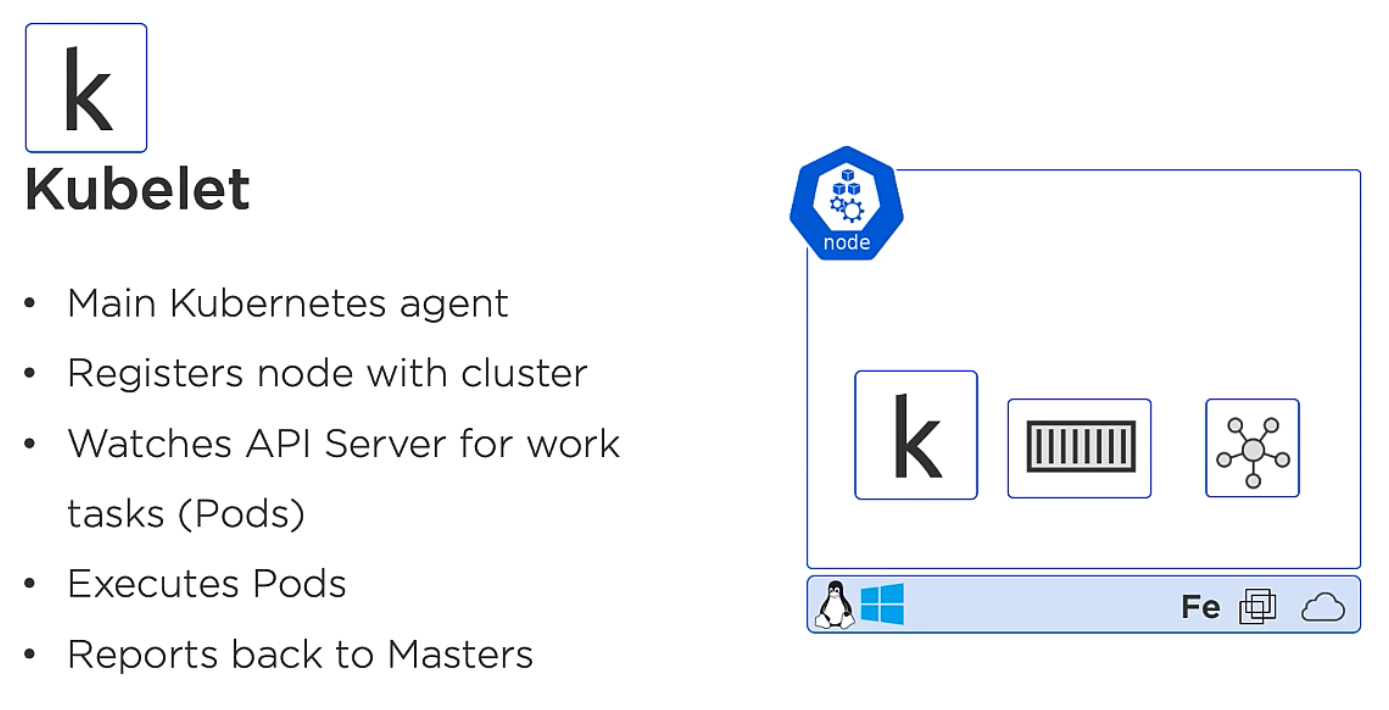 k
Kubelet
• Main Kubernetes agent
• Registers node with cluster
• Watches API Server for work
tasks (Pods)
• Executes Pods
• Reports back to Masters
node
k
Fe